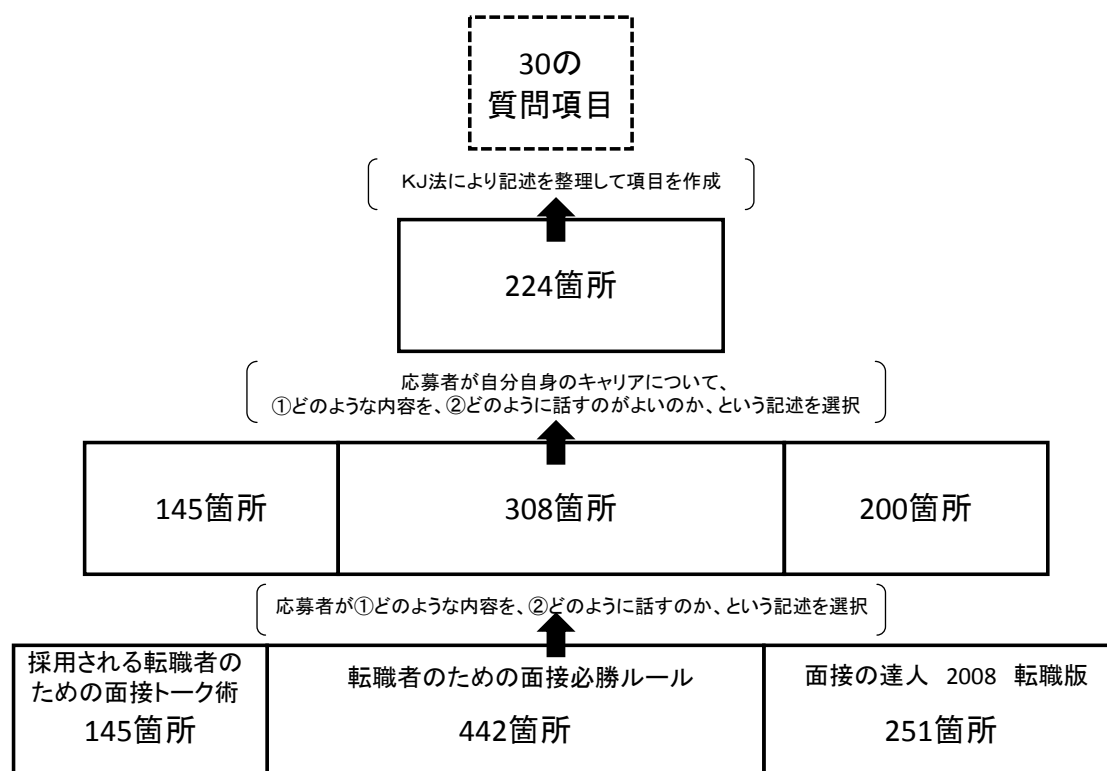 30の
質問項目
KJ法により記述を整理して項目を作成
224箇所
応募者が自分自身のキャリアについて、
①どのような内容を、②どのように話すのがよいのか、という記述を選択
145箇所
308箇所
200箇所
応募者が①どのような内容を、②どのように話すのか、という記述を選択
採用される転職者の
ための面接トーク術
145箇所
転職者のための面接必勝ルール
442箇所
面接の達人 2008 転職版
251箇所